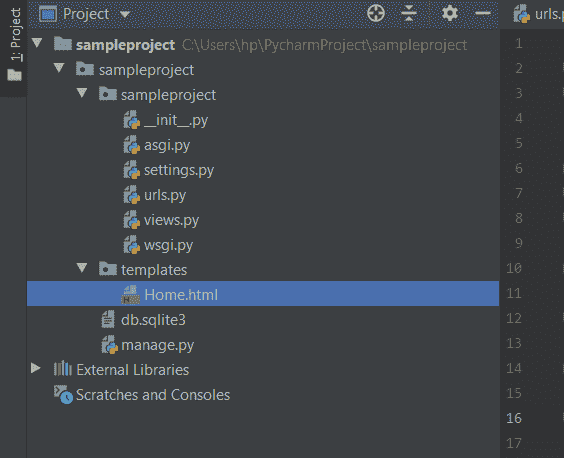 1: Project
Project
urls.p
sampleproject C:\Users\hp\PycharmProject\sampleproject
sampleproject
sampleproject
__init__.py
asgi.py
settings.py
urls.py
views.py
wsgi.py
templates
Home.html
db.sqlite3
manage.py
External Libraries
Scratches and Consoles
1
2
3
4
5
6
7
8
9
10
11
12
13
14
15
16
17